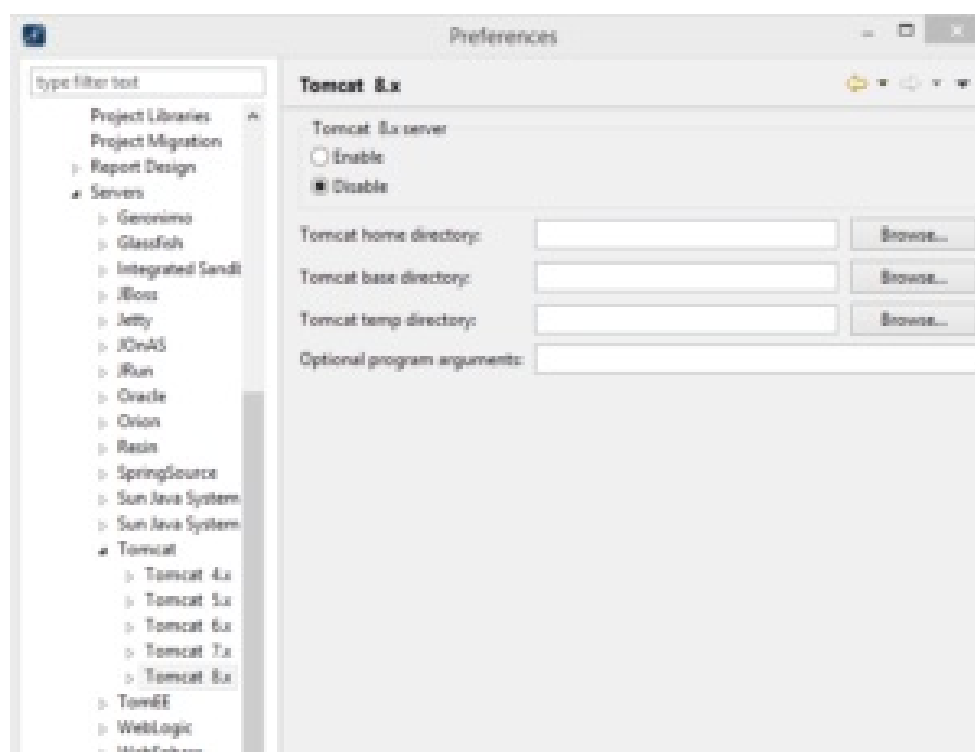 Preferences
type filter text
Project Libraries
Project Migration
Report Design
Servers
Geronimo
Glassfish
Integrated Sandb
JBoss
Jetty
JOnAS
JRun
Oracle
Orion
Resin
SpringSource
Sun Java System
Sun Java System
Tomcat
Tomcat 4.x
Tomcat 5.x
Tomcat 6.x
Tomcat 7.x
Tomcat 8.x
TomEE
WebLogic
WebSphere
Tomcat 8.x
Tomcat 8.x server
Enable
Disable
Tomcat home directory:
Browse...
Tomcat base directory:
Browse...
Tomcat temp directory:
Browse...
Optional program arguments: